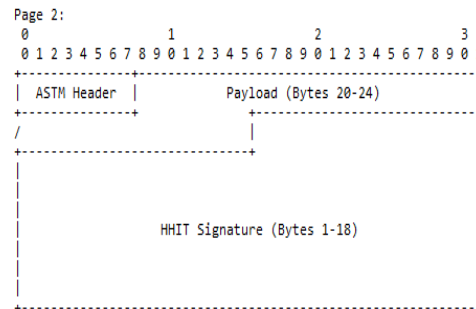 Page 2:
0                   1                   2                   3
0 1 2 3 4 5 6 7 8 9 0 1 2 3 4 5 6 7 8 9 0 1 2 3 4 5 6 7 8 9 0
+---------------+------------------------------
|  ASTM Header  |            Payload (Bytes 20-24)
+---------------+               +------------------------------
/                               |
+-------------------------------+
|
|
|
|                   HHIT Signature (Bytes 1-18)
|
|
|
+--------------------------------------------------------------